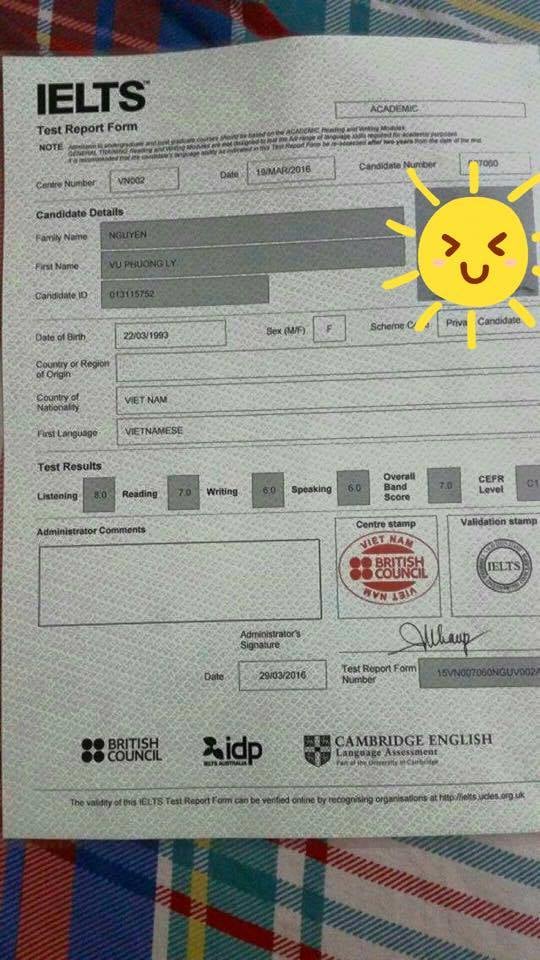 IELTS™
ACADEMIC
Test Report Form
NOTE Admission to undergraduate and post graduate courses should be based on the ACADEMIC Reading and Writing Modules.
GENERAL TRAINING Reading and Writing Modules are not designed to test the full range of language skills required for academic purposes.
It is recommended that the candidate's language ability as indicated in this Test Report Form be re-assessed after two years from the date of the test.
Centre Number VN002 Date 19/MAR/2016 Candidate Number 7060
Candidate Details
Family Name NGUYEN
First Name VU PHUONG LY
Candidate ID 013115752
Date of Birth 22/03/1993 Sex (M/F) F Scheme Private Candidate
Country or Region
of Origin
Country of
Nationality VIET NAM
First Language VIETNAMESE
Test Results
Listening 8.0 Reading 7.0 Writing 6.0 Speaking 6.0 Overall Band Score 7.0 CEFR Level C1
Administrator Comments
Centre stamp
Validation stamp
VIET NAM
BRITISH
COUNCIL
VIET NAM
IELTS
Administrator's
Signature
Date 29/03/2016
Test Report Form
Number 15VN007060NGUV002A
BRITISH
COUNCIL
idp
IELTS AUSTRALIA
CAMBRIDGE ENGLISH
Language Assessment
Part of the University of Cambridge
The validity of this IELTS Test Report Form can be verified online by recognising organisations at http://ielts.ucles.org.uk